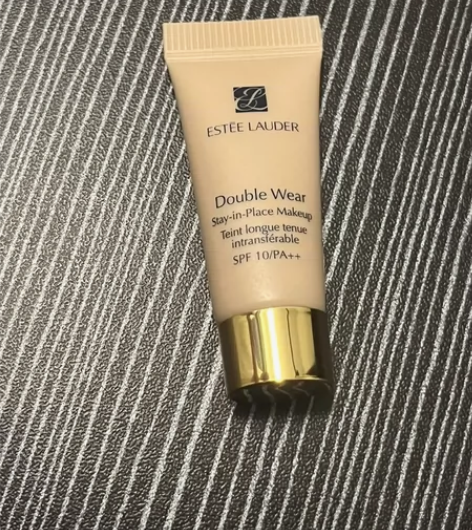 ESTĒE LAUDER
Double Wear
Stay-in-Place Makeup
Teint longue tenue
intransférable
SPF 10/PA++